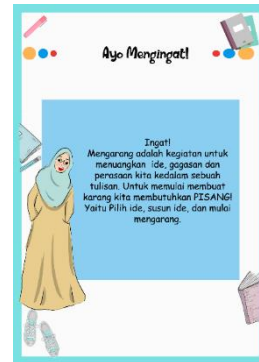 Ayo Mengingat!
Ingat!
Mengarang adalah kegiatan untuk
menuangkan ide, gagasan dan
perasaan kita kedalam sebuah
tulisan. Untuk memulai membuat
karang kita membutuhkan PISANG!
Yaitu Pilih ide, susun ide, dan mulai
mengarang.